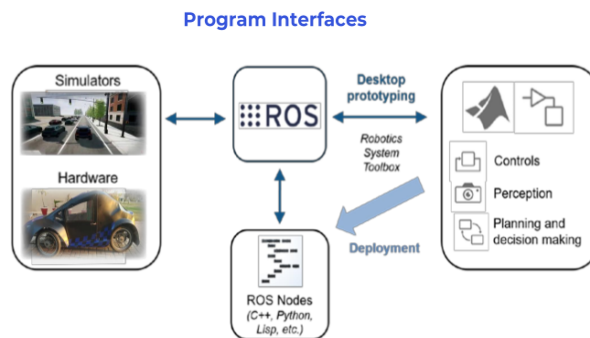 Program Interfaces
Simulators
Hardware
ROS
Desktop
prototyping
Robotics
System
Toolbox
Deployment
ROS Nodes
(C++, Python,
Lisp, etc.)
Controls
Perception
Planning and
decision making